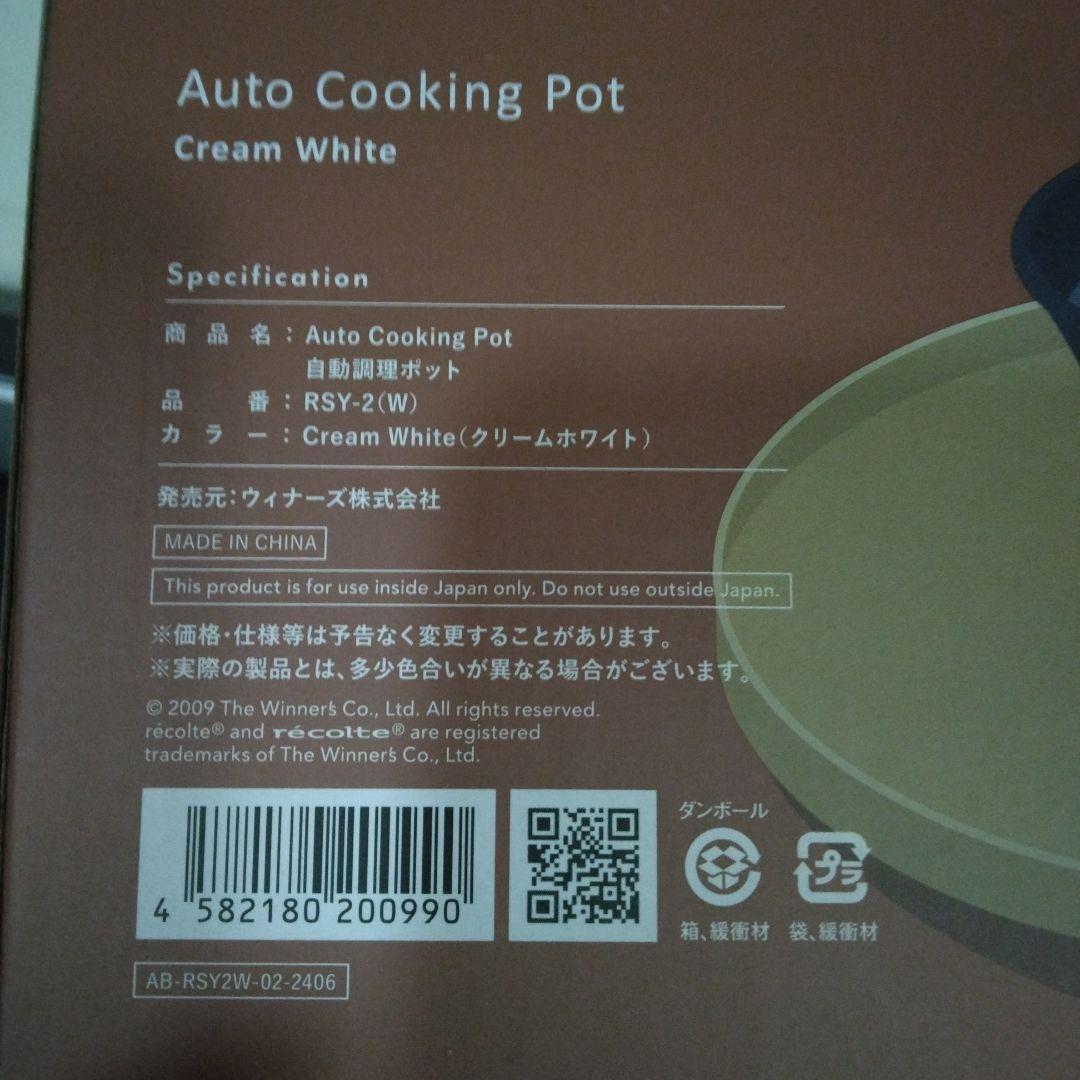 Auto Cooking Pot
Cream White
Specification
商品名：Auto Cooking Pot
自動調理ポット
品番：RSY-2(W)
カラー：Cream White(クリームホワイト)
発売元：ウィナーズ株式会社
MADE IN CHINA
This product is for use inside Japan only. Do not use outside Japan.
※価格・仕様等は予告なく変更することがあります。
※実際の製品とは、多少色合いが異なる場合がございます。
© 2009 The Winner's Co., Ltd. All rights reserved.
récolte® and récolte® are registered
trademarks of The Winner's Co., Ltd.
4 582180 200990
ダンボール
プラ
箱、緩衝材
袋、緩衝材
AB-RSY2W-02-2406